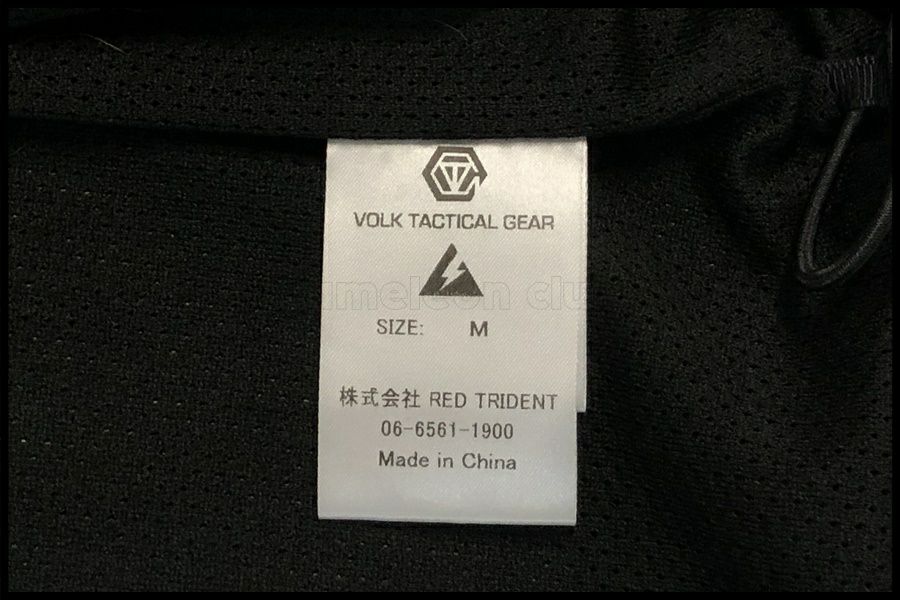 VOLK TACTICAL GEAR
SIZE: M
株式会社 RED TRIDENT
06-6561-1900
Made in China